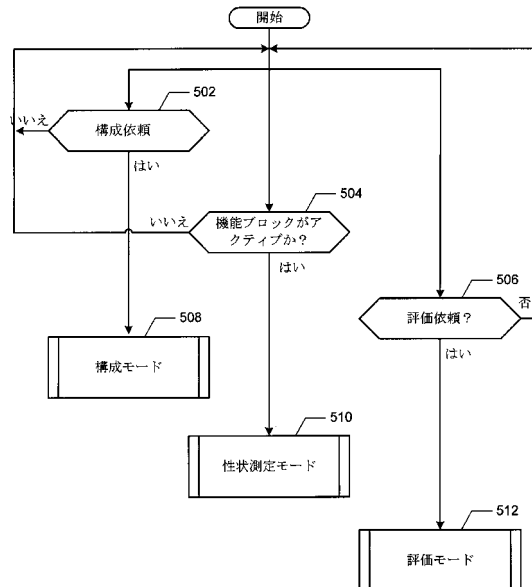 開始
502
構成依頼
いいえ
はい
504
機能ブロックがア
クティブか?
いいえ
はい
506
評価依頼?
否
はい
508
構成モード
510
性状測定モード
512
評価モード